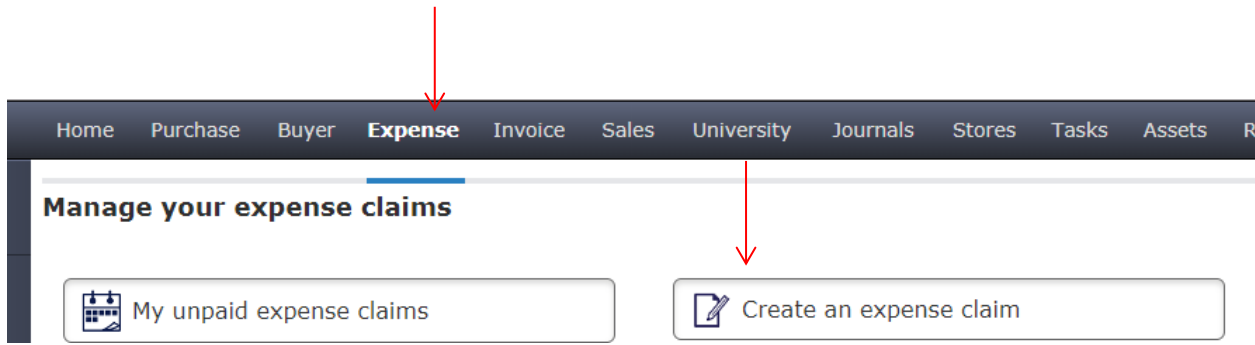 Home Purchase Buyer Expense Invoice Sales University Journals Stores Tasks Assets R
Manage your expense claims
My unpaid expense claims Create an expense claim